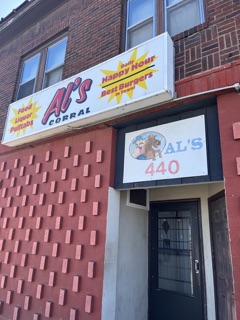 Food
Liquor
Pulltabs
Al's
CORRAL
Daily
Happy Hour
Best Burgers
in Town!
AL'S
440